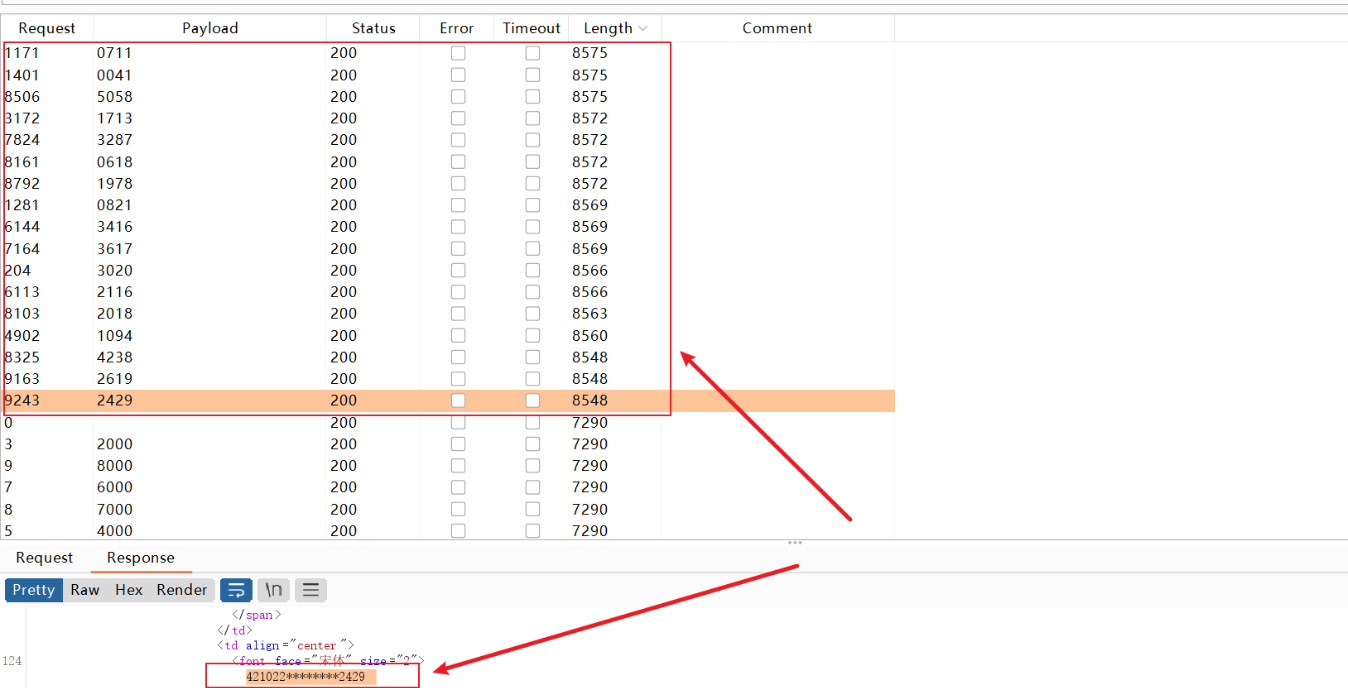 Request Payload Status Error Timeout Length Comment
1171 0711 200 8575
1401 0041 200 8575
8506 5058 200 8575
3172 1713 200 8572
7824 3287 200 8572
8161 0618 200 8572
8792 1978 200 8572
1281 0821 200 8569
6144 3416 200 8569
7164 3617 200 8569
204 3020 200 8566
6113 2116 200 8566
8103 2018 200 8563
4902 1094 200 8560
8325 4238 200 8548
9163 2619 200 8548
9243 2429 200 8548
0 200 7290
3 2000 200 7290
9 8000 200 7290
7 6000 200 7290
8 7000 200 7290
5 4000 200 7290
Request Response
Pretty Raw Hex Render \n
</span>
</td>
<td align="center">
124 <font face="宋体" size="2">
421022********2429